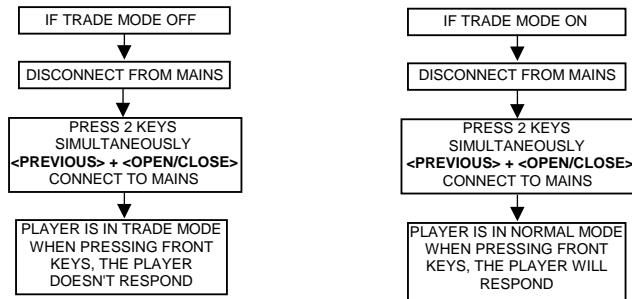 IF TRADE MODE OFF
DISCONNECT FROM MAINS
PRESS 2 KEYS
SIMULTANEOUSLY
<PREVIOUS> + <OPEN/CLOSE>
CONNECT TO MAINS
PLAYER IS IN TRADE MODE
WHEN PRESSING FRONT
KEYS, THE PLAYER
DOESN'T RESPOND
IF TRADE MODE ON
DISCONNECT FROM MAINS
PRESS 2 KEYS
SIMULTANEOUSLY
<PREVIOUS> + <OPEN/CLOSE>
CONNECT TO MAINS
PLAYER IS IN NORMAL MODE
WHEN PRESSING FRONT
KEYS, THE PLAYER WILL
RESPOND